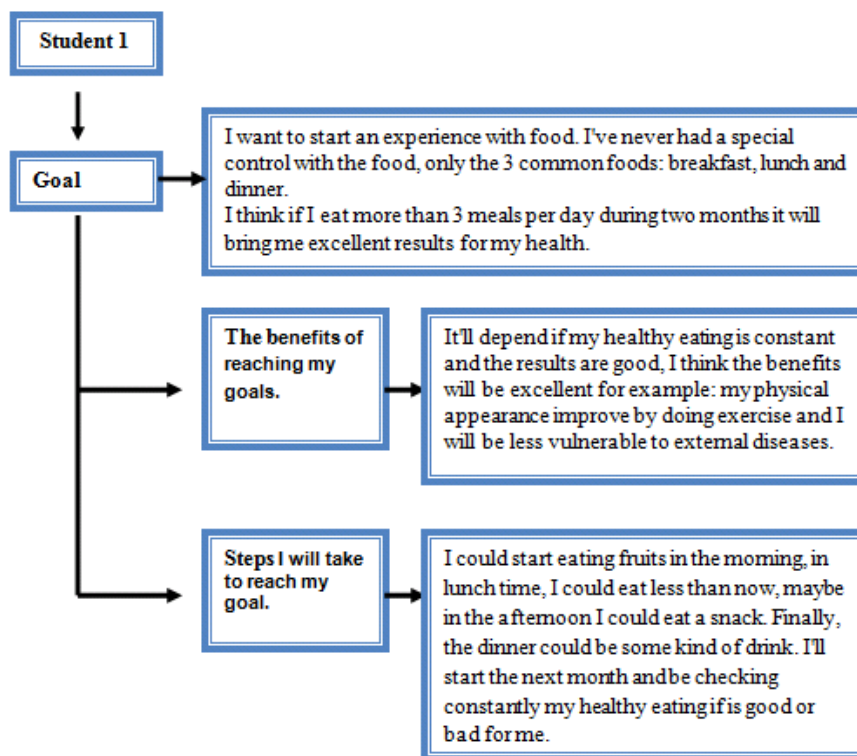 Student 1
Goal
I want to start an experience with food. I've never had a special
control with the food, only the 3 common foods: breakfast, lunch and
dinner.
I think if I eat more than 3 meals per day during two months it will
bring me excellent results for my health.
The benefits of
reaching my
goals.
It'll depend if my healthy eating is constant
and the results are good, I think the benefits
will be excellent for example: my physical
appearance improve by doing exercise and I
will be less vulnerable to external diseases.
Steps I will take
to reach my
goal.
I could start eating fruits in the morning, in
lunch time, I could eat less than now, maybe
in the afternoon I could eat a snack. Finally,
the dinner could be some kind of drink. I'll
start the next month and be checking
constantly my healthy eating if is good or
bad for me.